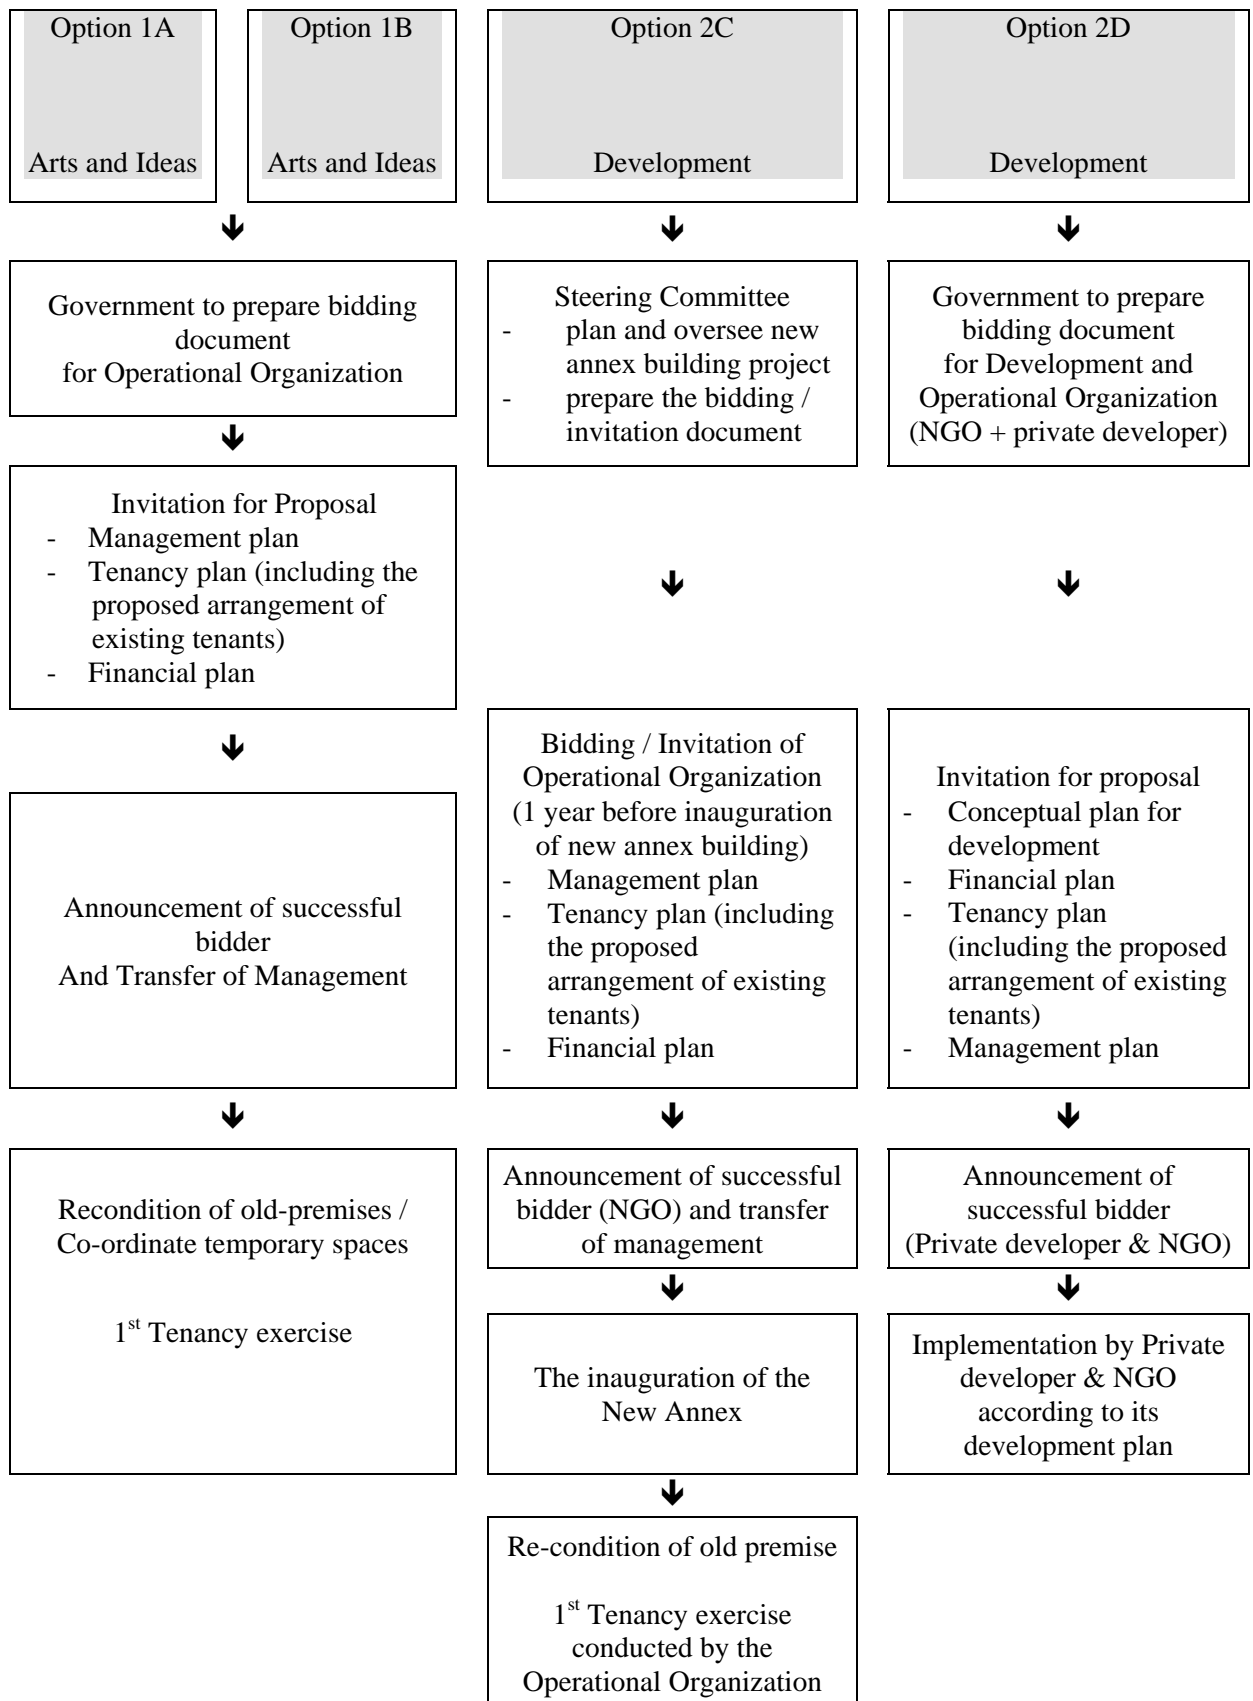 Option 1A
Arts and Ideas
Option 1B
Arts and Ideas
Option 2C
Development
Option 2D
Development
Government to prepare bidding
document
for Operational Organization
Steering Committee
- plan and oversee new
annex building project
- prepare the bidding /
invitation document
Government to prepare
bidding document
for Development and
Operational Organization
(NGO + private developer)
Invitation for Proposal
- Management plan
- Tenancy plan (including the
proposed arrangement of
existing tenants)
- Financial plan
Announcement of successful
bidder
And Transfer of Management
Bidding / Invitation of
Operational Organization
(1 year before inauguration
of new annex building)
- Management plan
- Tenancy plan (including
the proposed
arrangement of existing
tenants)
- Financial plan
Invitation for proposal
- Conceptual plan for
development
- Financial plan
- Tenancy plan
(including the proposed
arrangement of existing
tenants)
- Management plan
Recondition of old-premises /
Co-ordinate temporary spaces
1st Tenancy exercise
Announcement of successful
bidder (NGO) and transfer
of management
Announcement of
successful bidder
(Private developer & NGO)
The inauguration of the
New Annex
Implementation by Private
developer & NGO
according to its
development plan
Re-condition of old premise
1st Tenancy exercise
conducted by the
Operational Organization